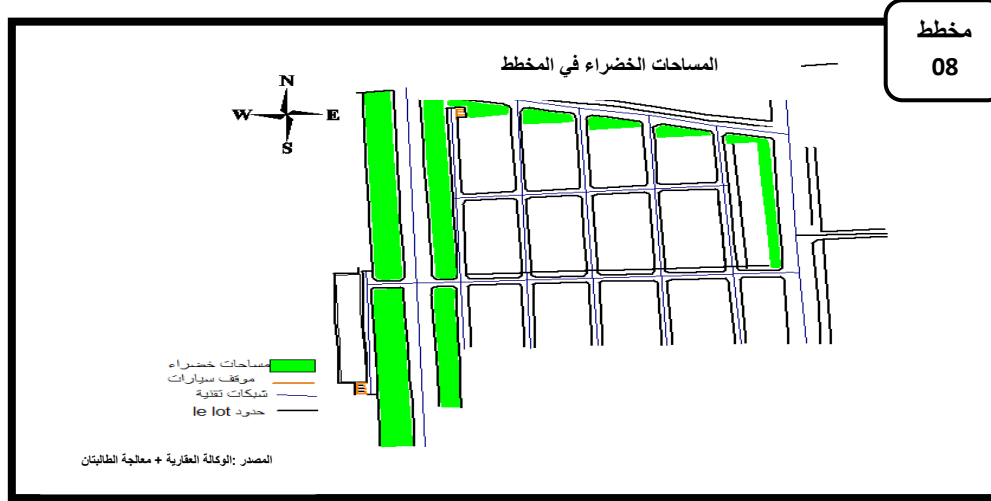 مخطط
08
المساحات الخضراء في المخطط
N
W E
S
مساحات خضراء
موقف سيارات
شبكات تقنية
حدود le lot
المصدر :الوكالة العقارية + معالجة الطالبتان